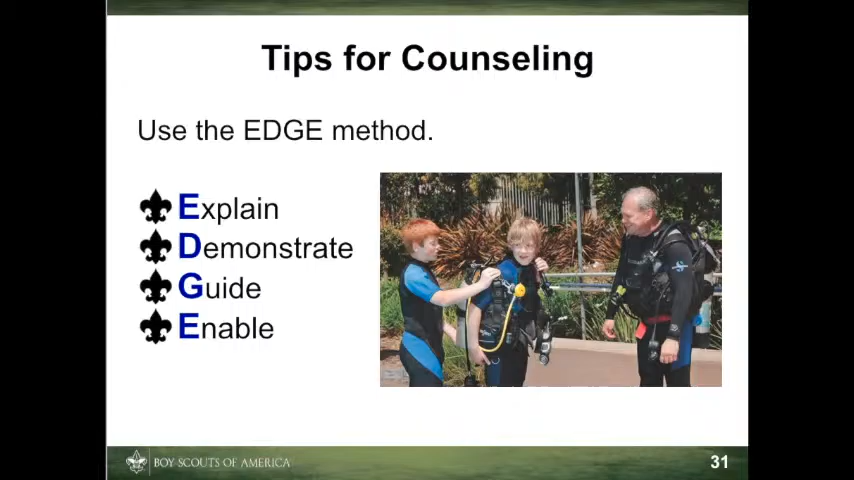 Tips for Counseling
Use the EDGE method.
Explain
Demonstrate
Guide
Enable
BOY SCOUTS OF AMERICA
31